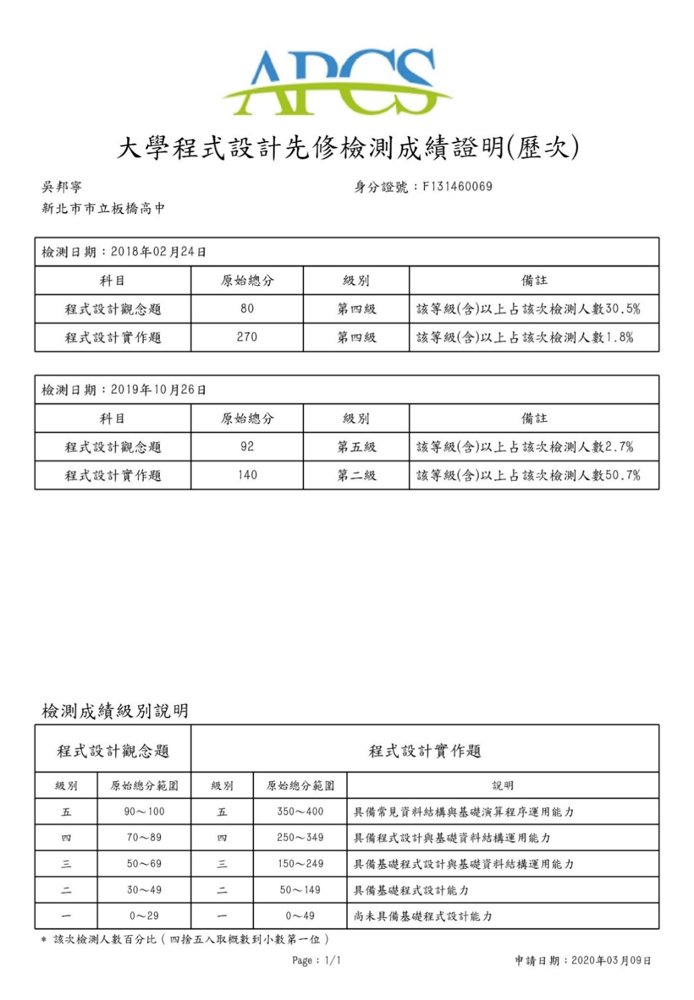 APCS
大學程式設計先修檢測成績證明(歷次)
吳邦寧 身分證號：F131460069
新北市市立板橋高中
檢測日期：2018年02月24日
科目 原始總分 級別 備註
程式設計觀念題 80 第四級 該等級(含)以上占該次檢測人數30.5%
程式設計實作題 270 第四級 該等級(含)以上占該次檢測人數1.8%
檢測日期：2019年10月26日
科目 原始總分 級別 備註
程式設計觀念題 92 第五級 該等級(含)以上占該次檢測人數2.7%
程式設計實作題 140 第二級 該等級(含)以上占該次檢測人數50.7%
檢測成績級別說明
程式設計觀念題 程式設計實作題
級別 原始總分範圍 級別 原始總分範圍 說明
五 90～100 五 350～400 具備常見資料結構與基礎演算程序運用能力
四 70～89 四 250～349 具備程式設計與基礎資料結構運用能力
三 50～69 三 150～249 具備基礎程式設計與基礎資料結構運用能力
二 30～49 二 50～149 具備基礎程式設計能力
一 0～29 一 0～49 尚未具備基礎程式設計能力
* 該次檢測人數百分比（四捨五入取概數到小數第一位）
Page：1/1 申請日期：2020年03月09日